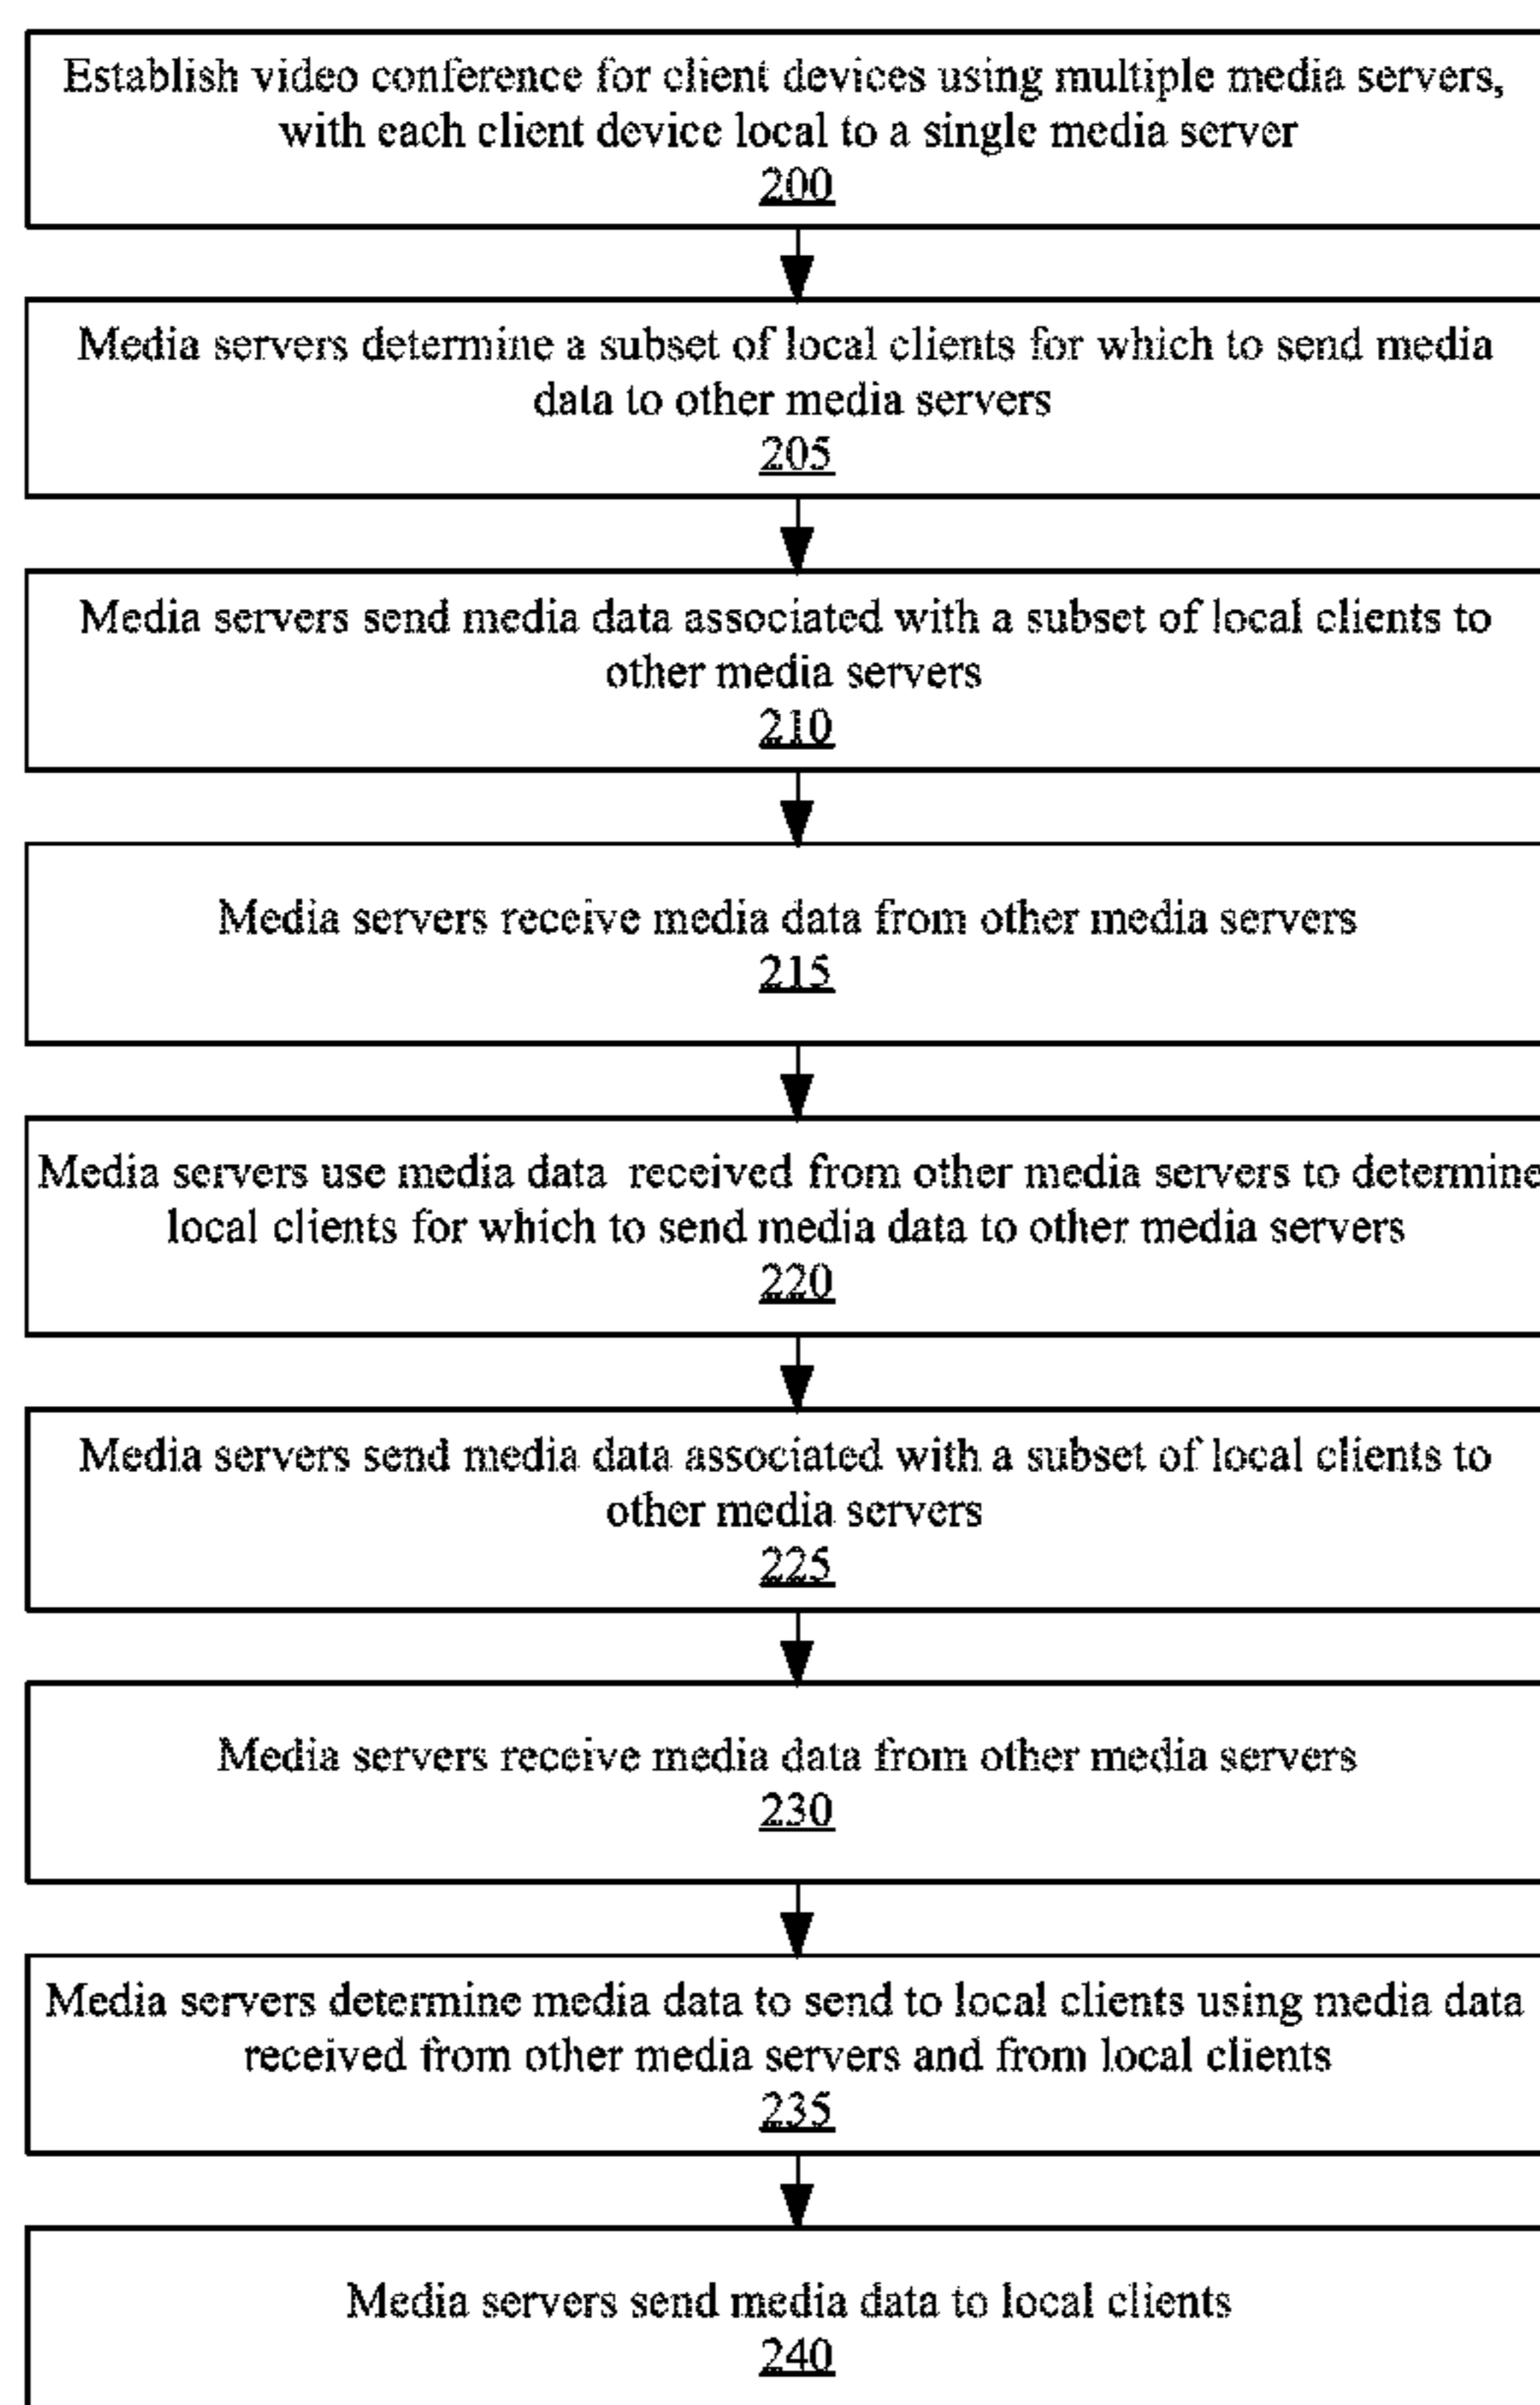 Establish video conference for client devices using multiple media servers,
with each client device local to a single media server
200
Media servers determine a subset of local clients for which to send media
data to other media servers
205
Media servers send media data associated with a subset of local clients to
other media servers
210
Media servers receive media data from other media servers
215
Media servers use media data received from other media servers to determine
local clients for which to send media data to other media servers
220
Media servers send media data associated with a subset of local clients to
other media servers
225
Media servers receive media data from other media servers
230
Media servers determine media data to send to local clients using media data
received from other media servers and from local clients
235
Media servers send media data to local clients
240